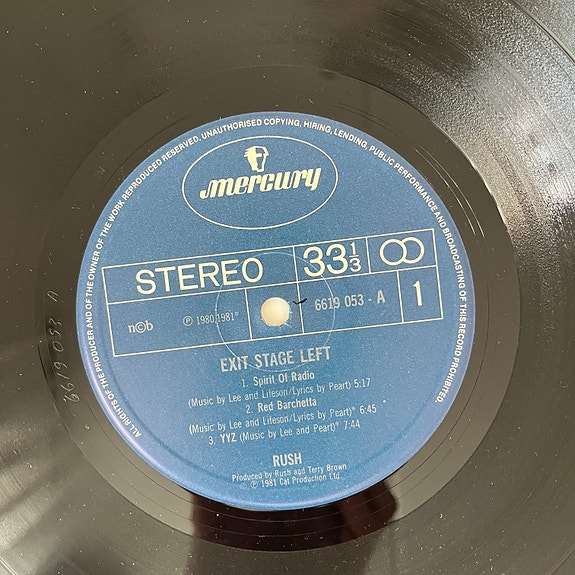 ALL RIGHTS OF THE PRODUCER AND OF THE OWNER OF THE WORK REPRODUCED RESERVED. UNAUTHORISED COPYING, HIRING, LENDING, PUBLIC PERFORMANCE AND BROADCASTING OF THIS RECORD PROHIBITED.
mercury
STEREO 33 1/3
n©b ℗ 1980, 1981* 6619 053 - A 1
EXIT STAGE LEFT
1. Spirit Of Radio
(Music by Lee and Lifeson/Lyrics by Peart) 5:17
2. Red Barchetta
(Music by Lee and Lifeson/Lyrics by Peart)* 6:45
3. YYZ (Music by Lee and Peart)* 7:44
RUSH
Produced by Rush and Terry Brown
© ℗ 1981 Cat Production Ltd
6619 053 A